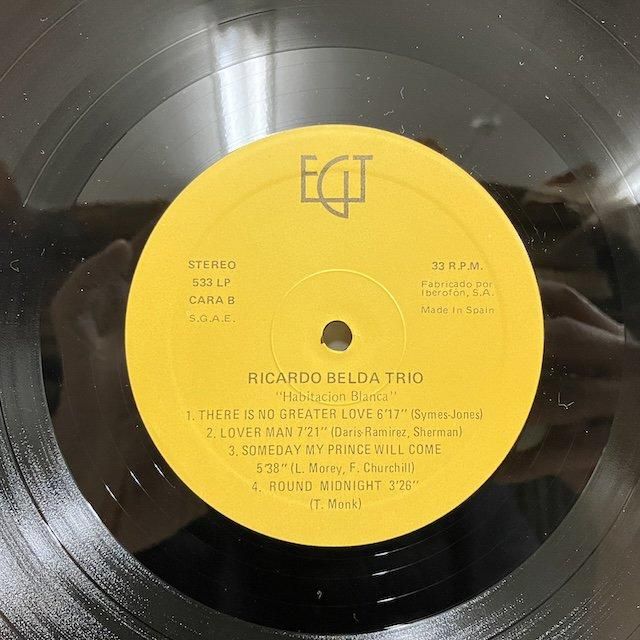 EGT
STEREO
533 LP
CARA B
S.G.A.E.
33 R.P.M.
Fabricado por
Iberofón, S.A.
Made In Spain
RICARDO BELDA TRIO
"Habitacion Blanca"
1. THERE IS NO GREATER LOVE 6'17" (Symes-Jones)
2. LOVER MAN 7'21" (Daris-Ramirez, Sherman)
3. SOMEDAY MY PRINCE WILL COME
5'38" (L. Morey, F. Churchill)
4. ROUND MIDNIGHT 3'26"
(T. Monk)